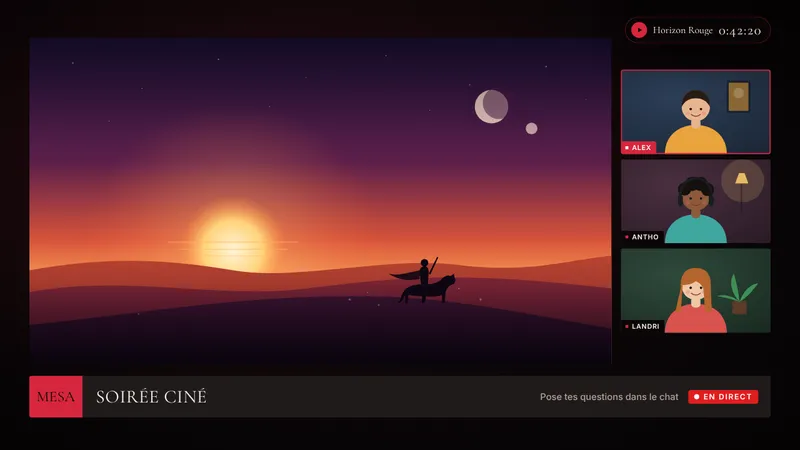 Horizon Rouge 0:42:20
ALEX
ANTHO
LANDRI
MESA
SOIRÉE CINÉ
Pose tes questions dans le chat
EN DIRECT